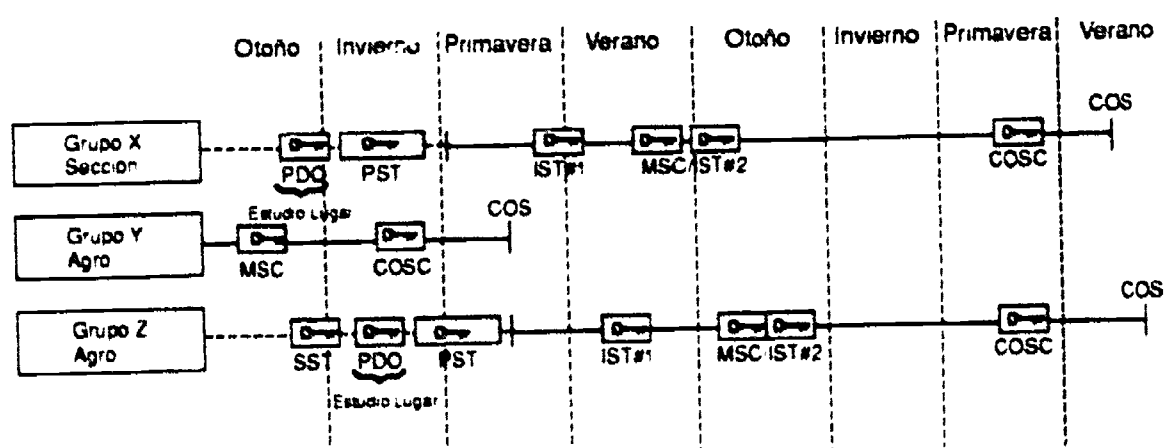 Otoño Invierno Primavera Verano Otoño Invierno Primavera Verano
COS
Grupo X
Sección
PDO PST IST#1 MSC/IST#2 COSC
Estudio Lugar
COS
Grupo Y
Agro
MSC COSC
COS
Grupo Z
Agro
SST PDO PST IST#1 MSC/IST#2 COSC
Estudio Lugar